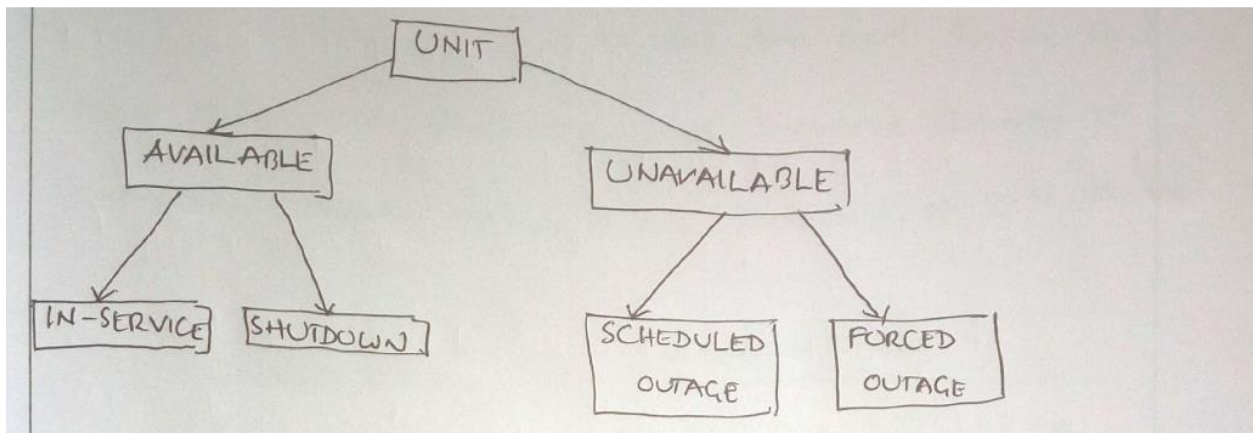 UNIT
AVAILABLE
UNAVAILABLE
IN-SERVICE
SHUTDOWN
SCHEDULED
OUTAGE
FORCED
OUTAGE